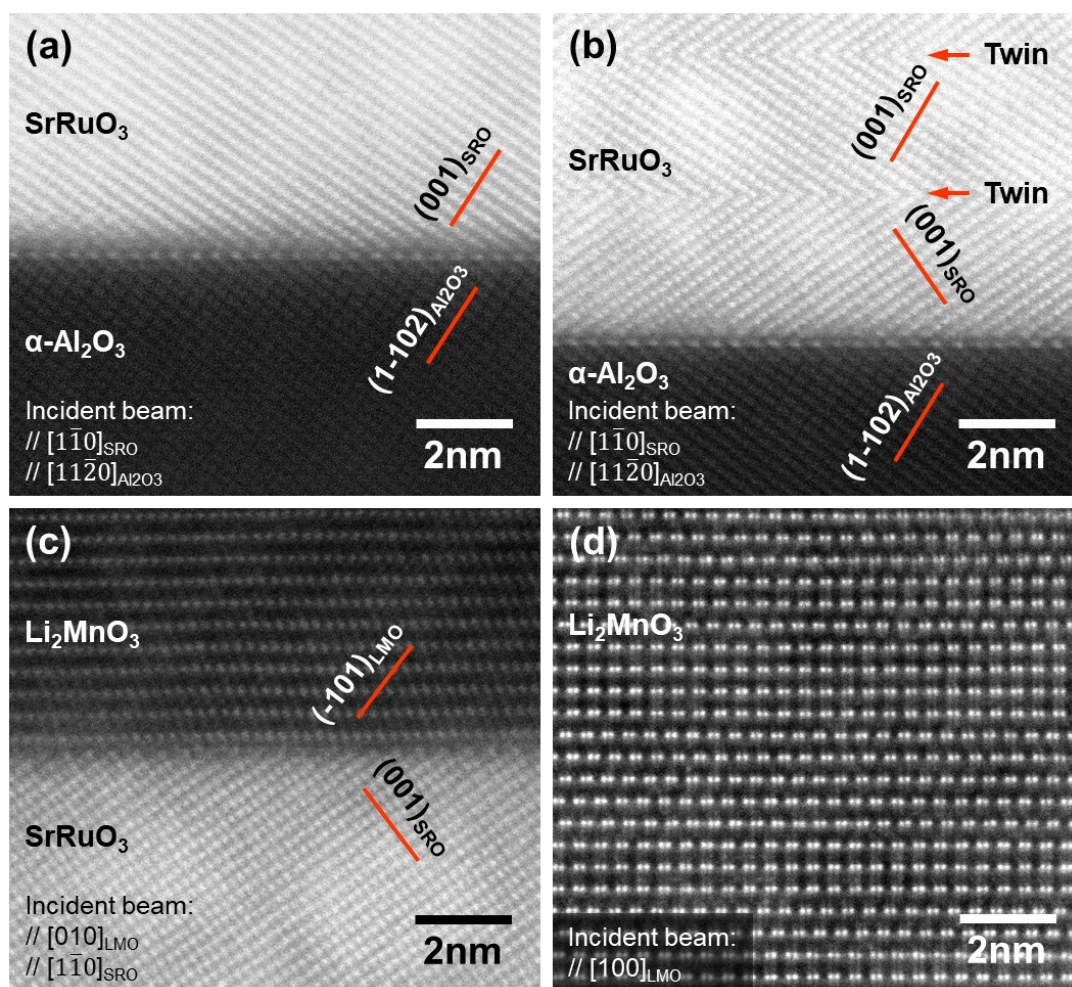 (a)
SrRuO₃
(001)SRO
(1-102)Al2O3
α-Al₂O₃
Incident beam:
// [11̄0]SRO
// [112̄0]Al2O3
2nm
(b)
Twin
(001)SRO
SrRuO₃
Twin
(001)SRO
α-Al₂O₃
(1-102)Al2O3
Incident beam:
// [11̄0]SRO
// [112̄0]Al2O3
2nm
(c)
Li₂MnO₃
(-101)LMO
(001)SRO
SrRuO₃
Incident beam:
// [010]LMO
// [11̄0]SRO
2nm
(d)
Li₂MnO₃
Incident beam:
// [100]LMO
2nm